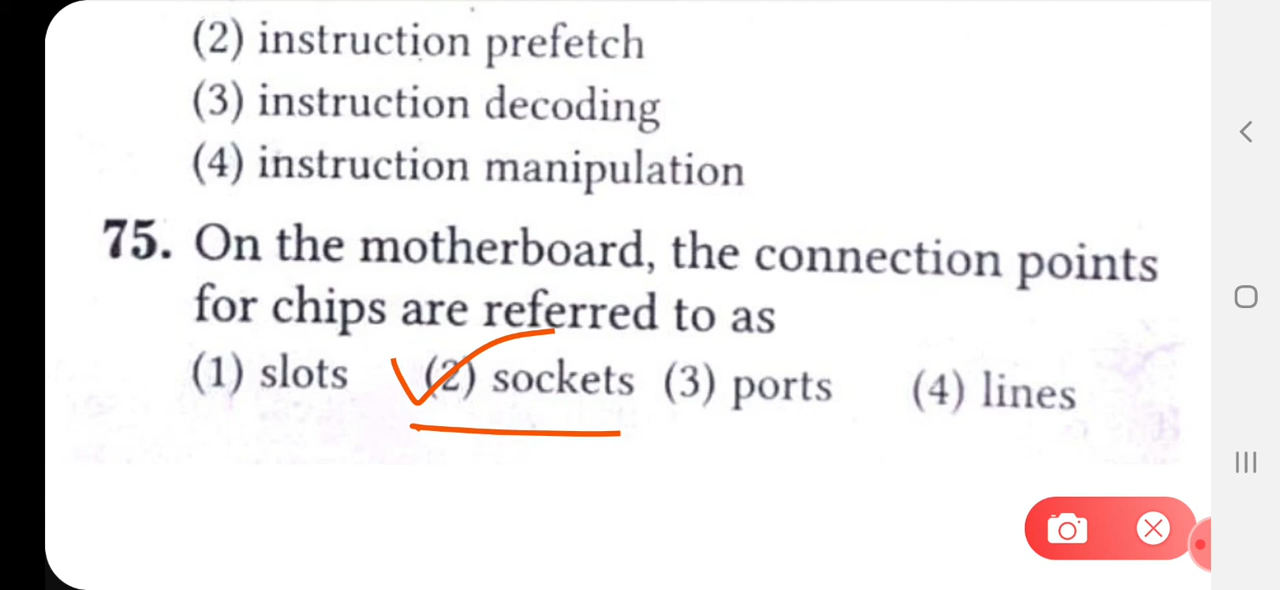 (2) instruction prefetch
(3) instruction decoding
(4) instruction manipulation
75. On the motherboard, the connection points
for chips are referred to as
(1) slots (2) sockets (3) ports (4) lines